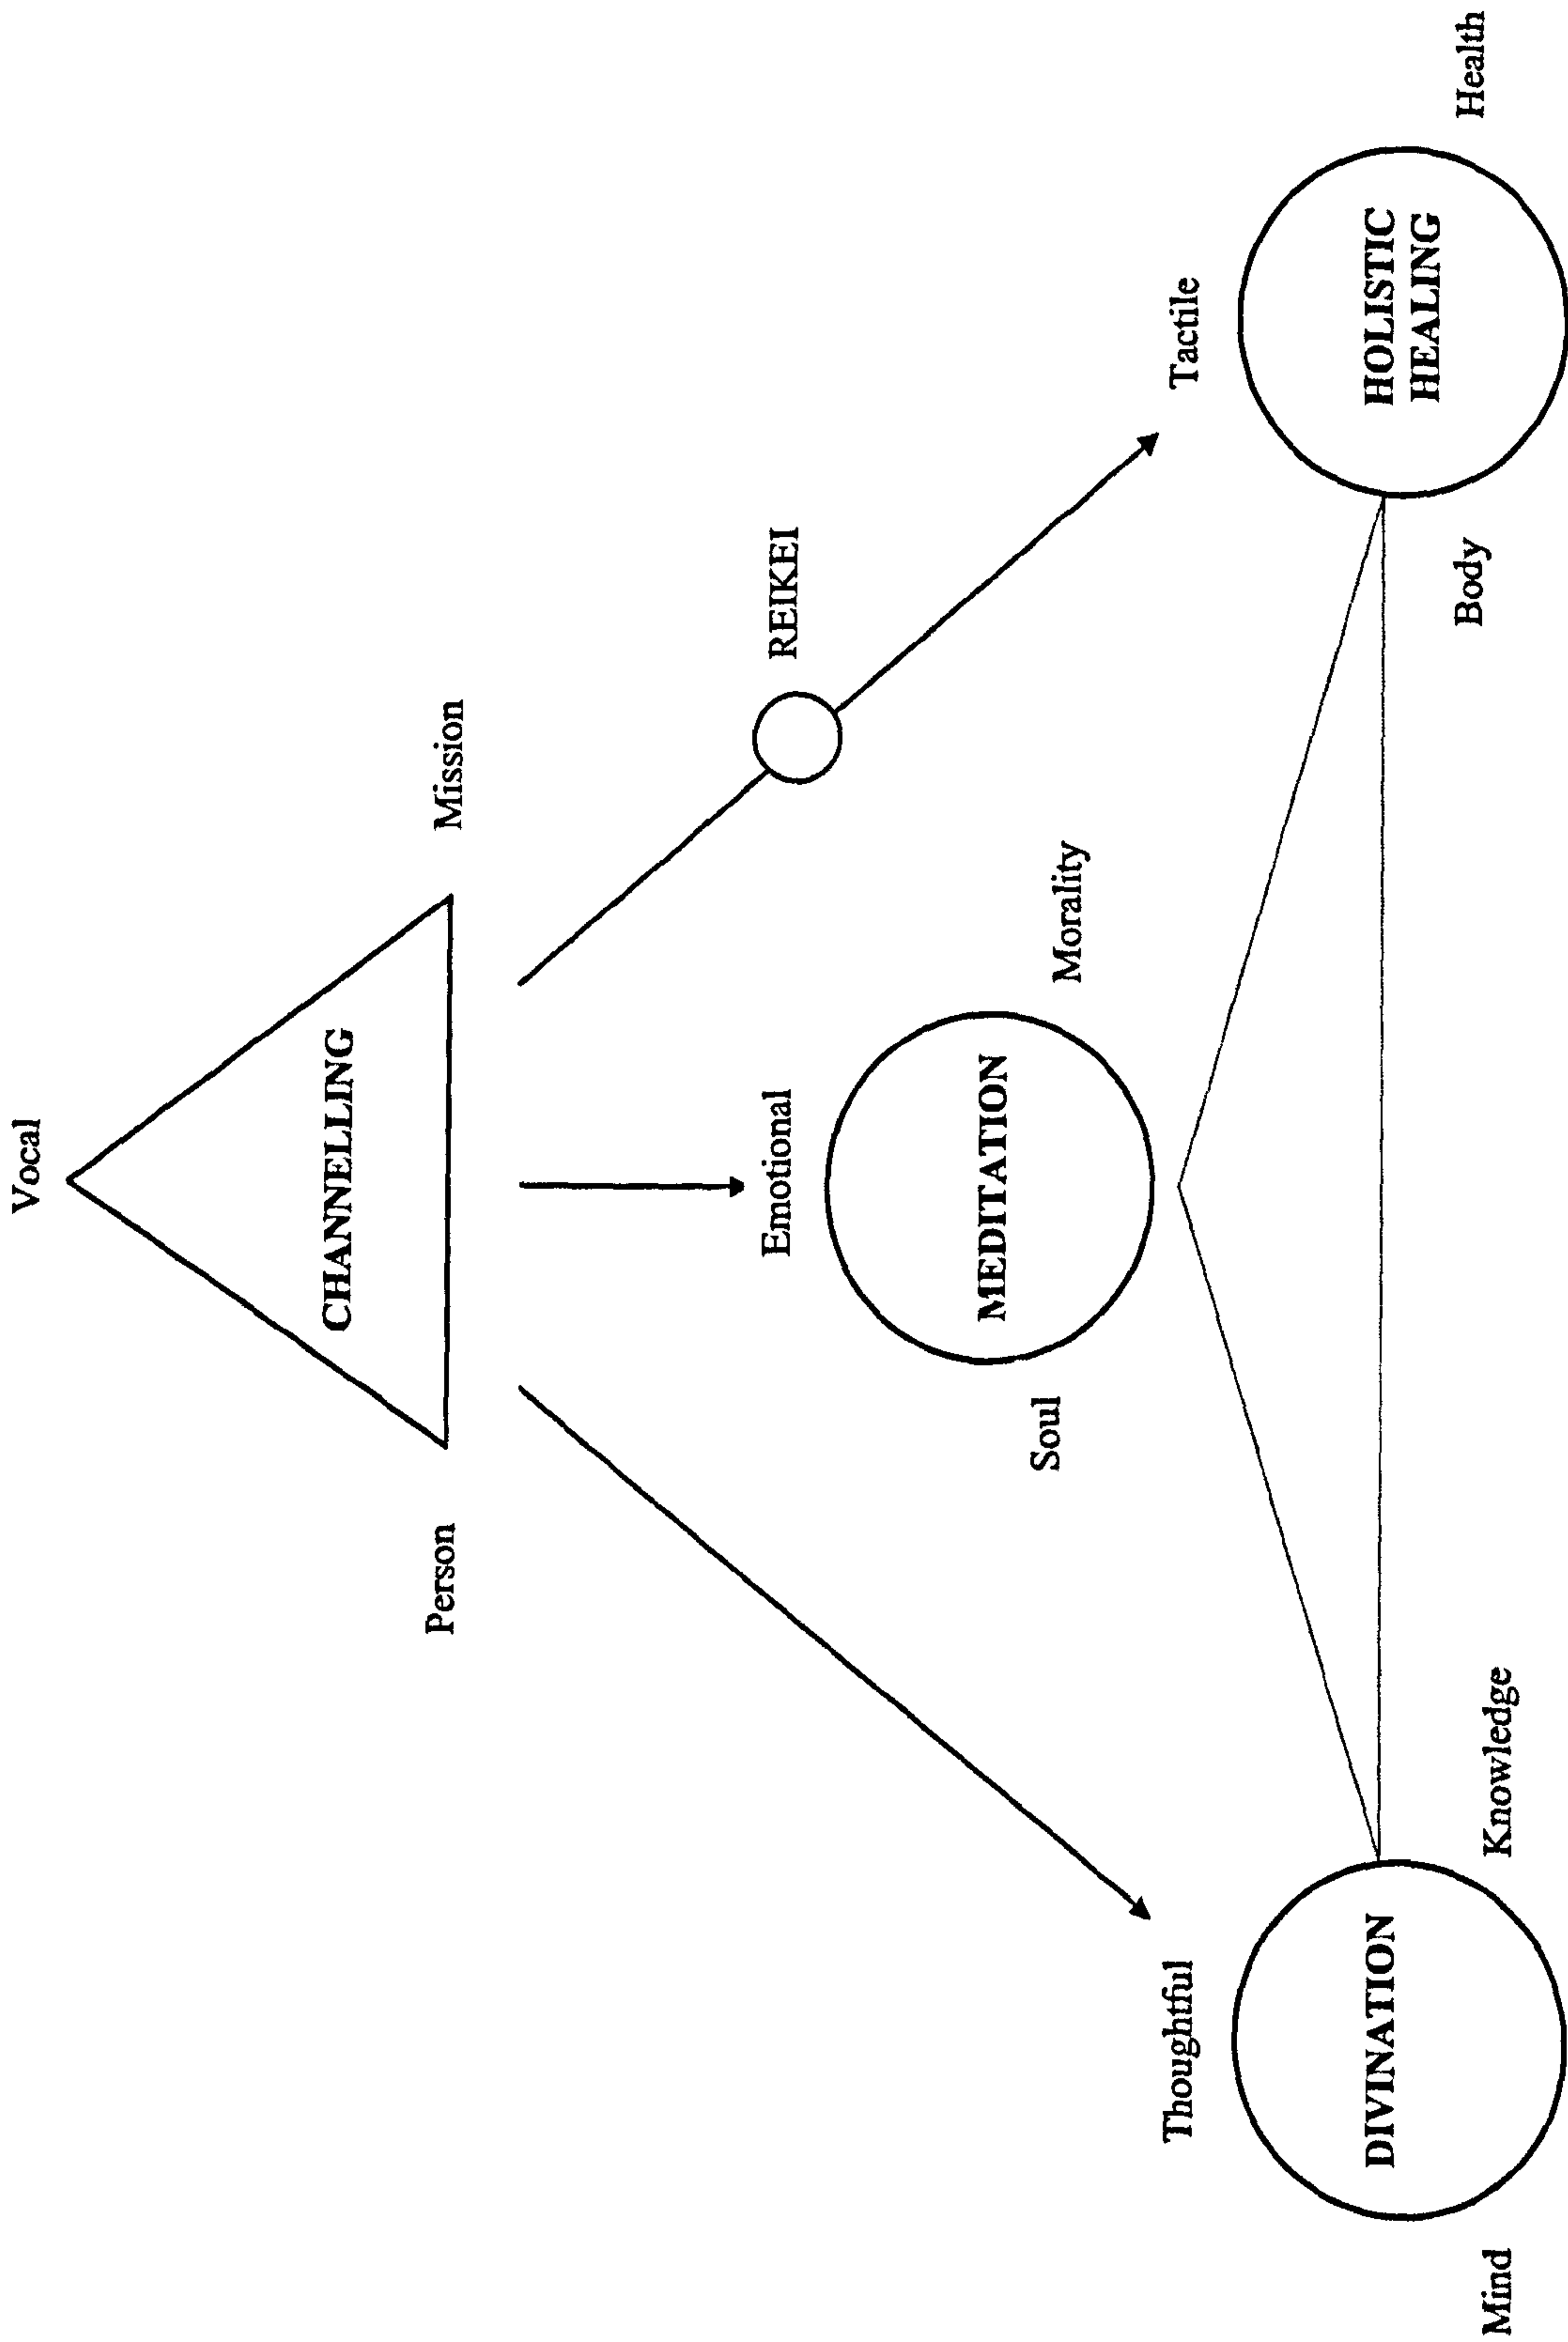 Vocal
CHANNELLING
Person
Mission
Emotional
REIKEI
MEDITATION
Soul
Morality
Thoughtful
Tactile
DIVINATION
HOLISTIC
HEALING
Mind
Knowledge
Body
Health